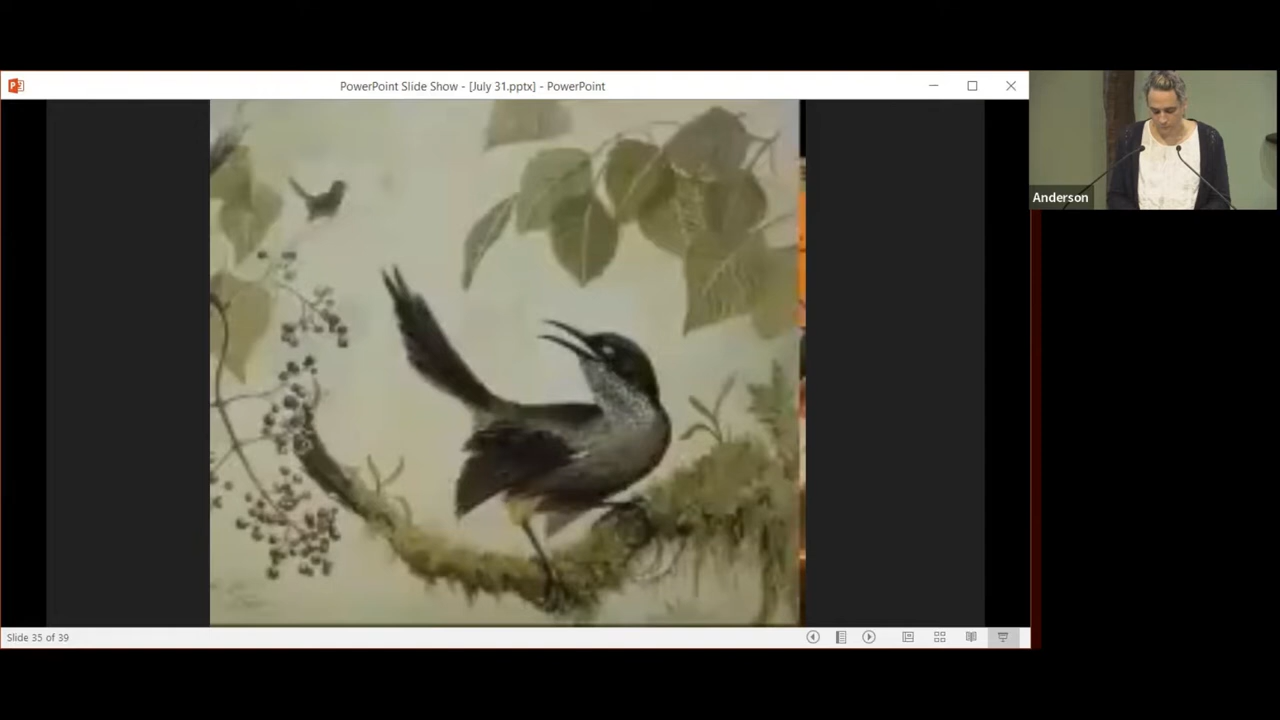 PowerPoint Slide Show - [July 31.pptx] - PowerPoint
Anderson
Slide 35 of 39